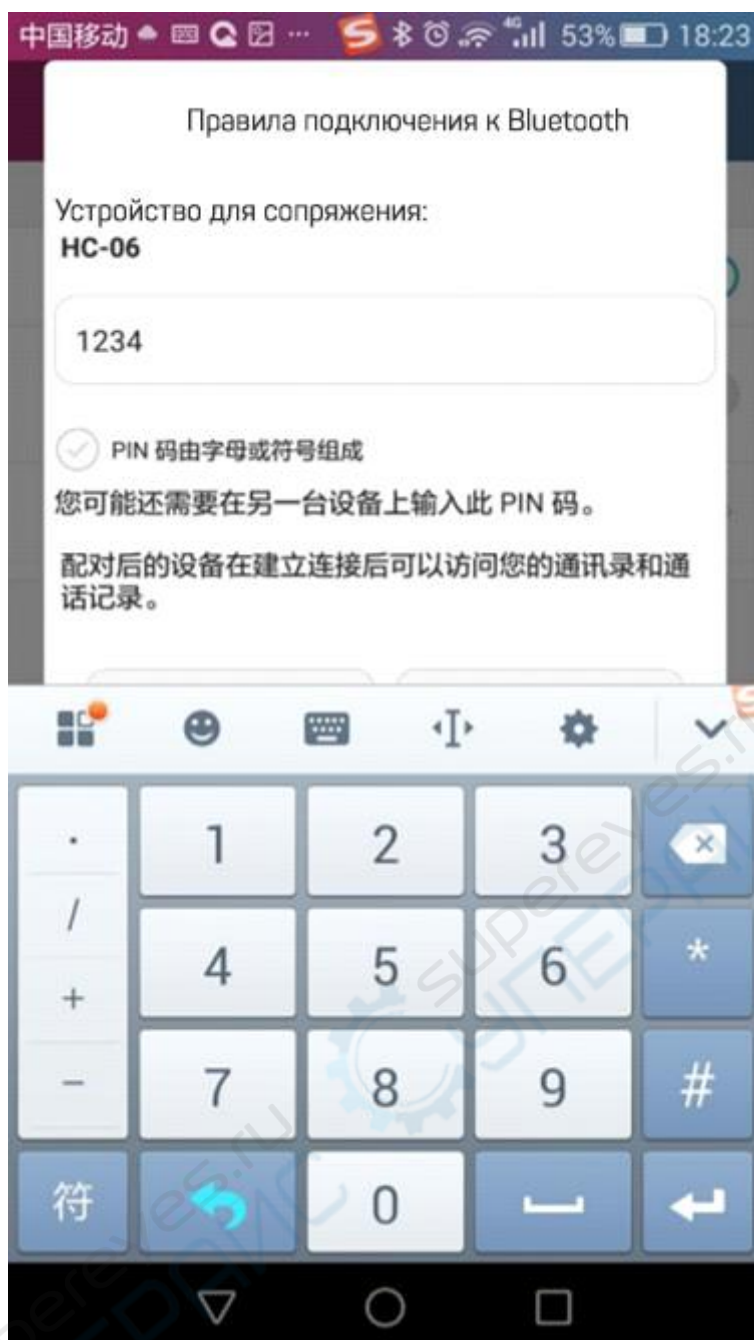 中国移动 4G 53% 18:23
Правила подключения к Bluetooth
Устройство для сопряжения:
HC-06
1234
PIN 码由字母或符号组成
您可能还需要在另一台设备上输入此 PIN 码。
配对后的设备在建立连接后可以访问您的通讯录和通
话记录。
. 1 2 3
/ 4 5 6 *
+
- 7 8 9 #
符 0
supereyes.ru
СУПЕРАЙС